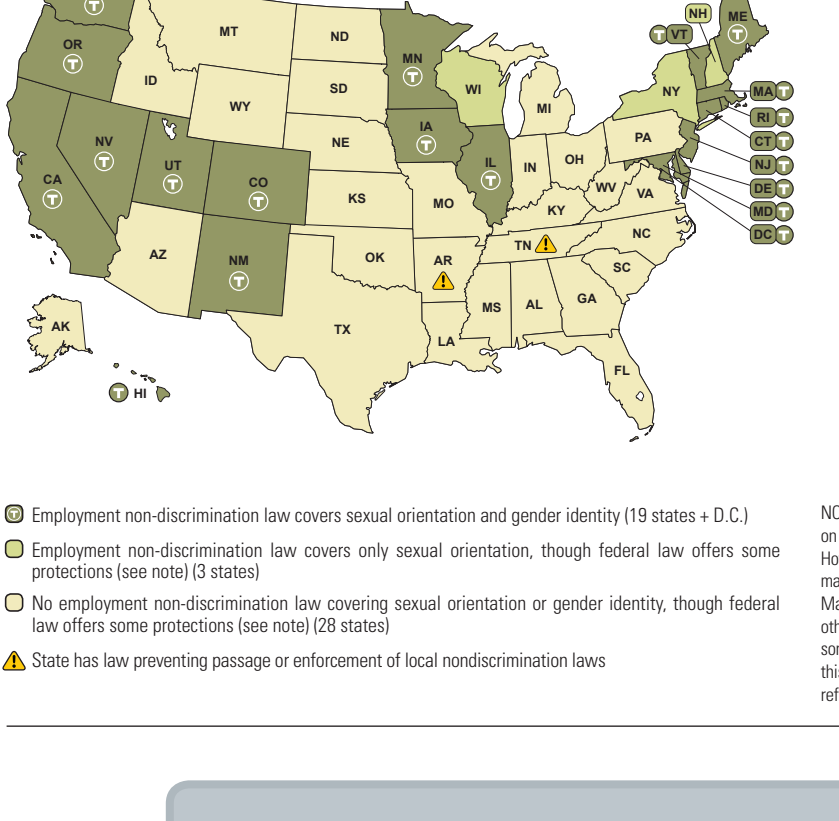 NH
ME
T
T VT
T
OR
T
MT
ND
MN
T
ID
SD
WI
NY
MA T
WY
MI
RI T
NV
T
NE
IA
T
PA
CT T
UT
T
IL
T
IN
OH
NJ T
CA
T
CO
T
KS
MO
WV
VA
DE T
KY
MD T
AZ
NM
T
OK
AR
TN
NC
DC T
SC
MS
AL
GA
AK
TX
LA
FL
T HI
T Employment non-discrimination law covers sexual orientation and gender identity (19 states + D.C.)
Employment non-discrimination law covers only sexual orientation, though federal law offers some
protections (see note) (3 states)
No employment non-discrimination law covering sexual orientation or gender identity, though federal
law offers some protections (see note) (28 states)
State has law preventing passage or enforcement of local nondiscrimination laws
on